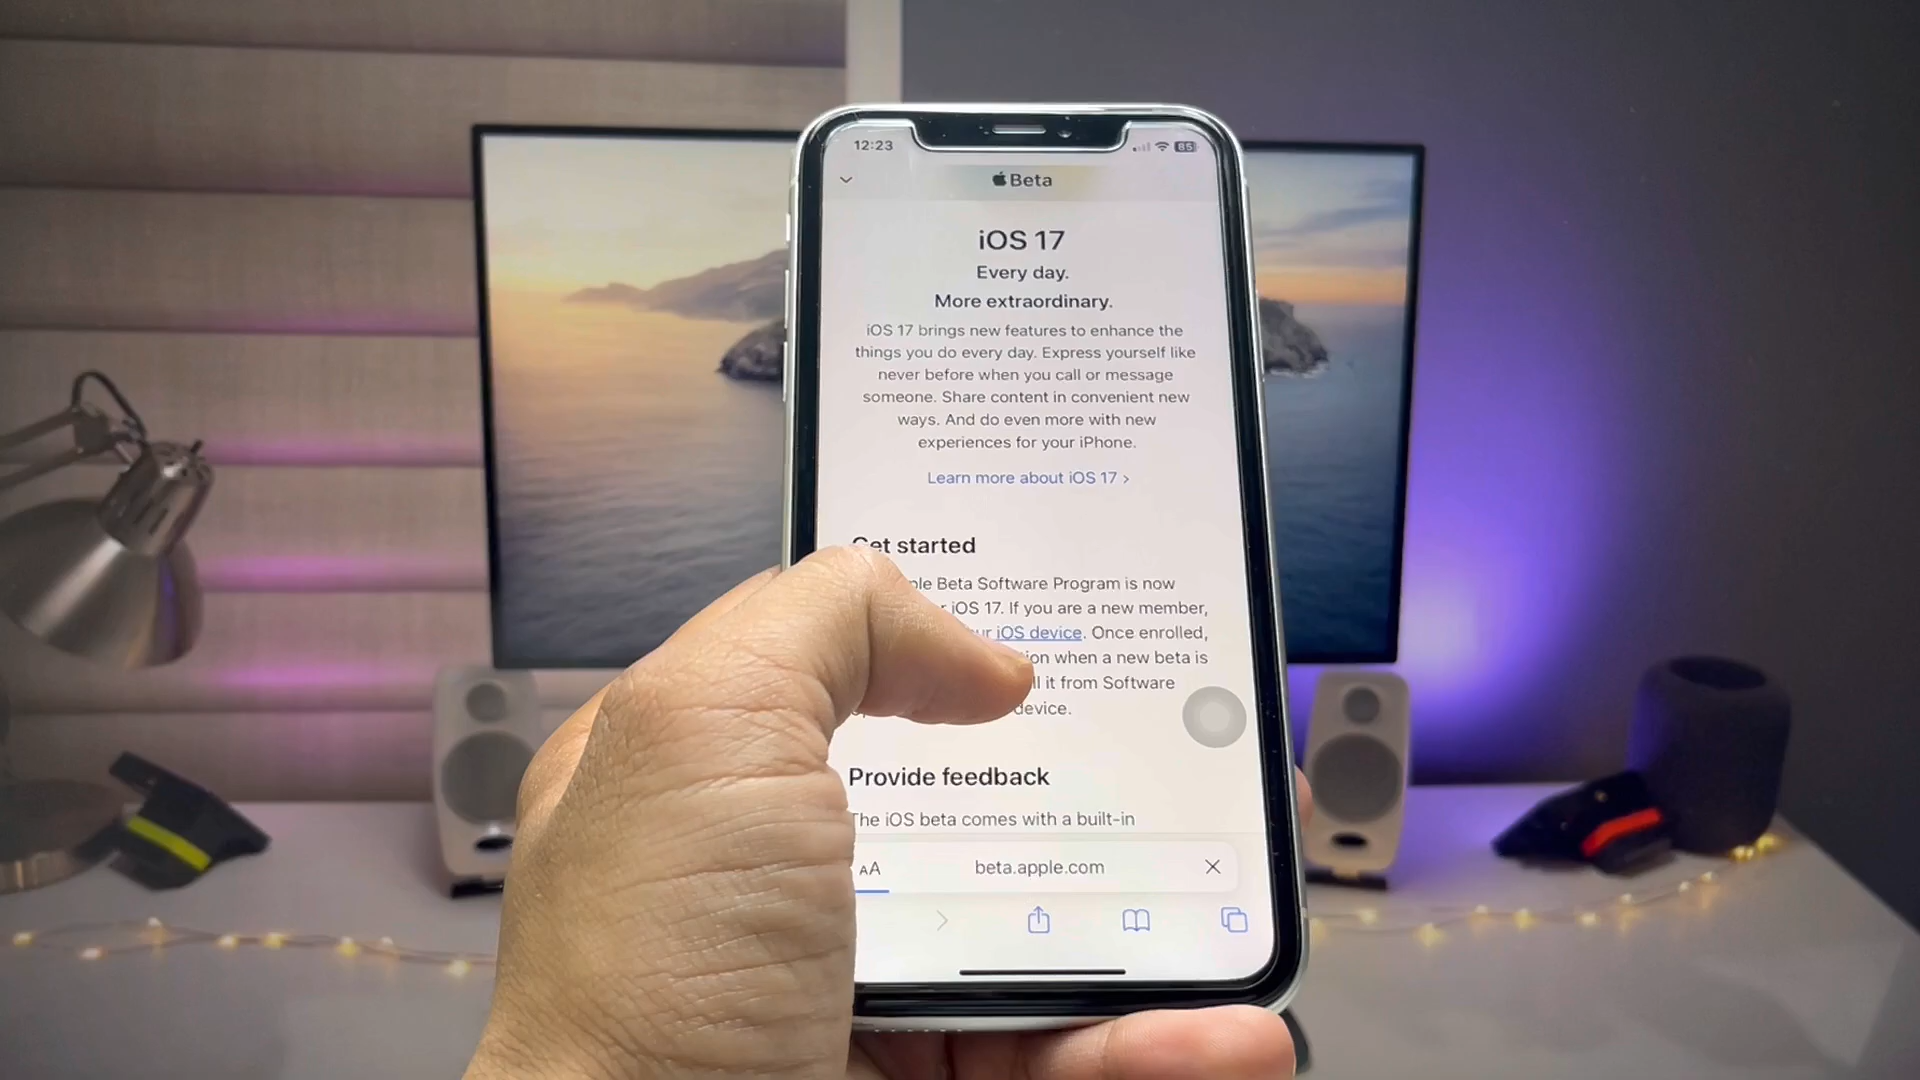 12:23
85
Beta
iOS 17
Every day.
More extraordinary.
iOS 17 brings new features to enhance the
things you do every day. Express yourself like
never before when you call or message
someone. Share content in convenient new
ways. And do even more with new
experiences for your iPhone.
Learn more about iOS 17 >
Get started
Beta Software Program is now
iOS 17. If you are a new member,
iOS device. Once enrolled,
when a new beta is
it from Software
device.
Provide feedback
The iOS beta comes with a built-in
AA
beta.apple.com